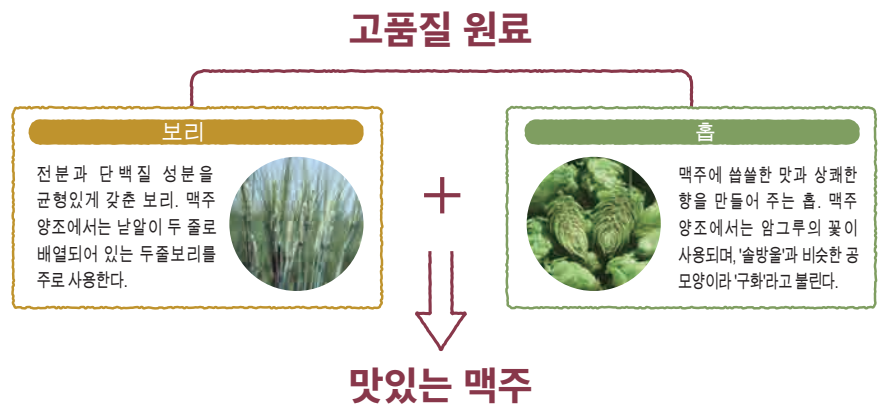 고품질 원료
보리
전분과 단백질 성분을
균형있게 갖춘 보리. 맥주
양조에서는 낟알이 두 줄로
배열되어 있는 두줄보리를
주로 사용한다.
홉
맥주에 씁쓸한 맛과 상쾌한
향을 만들어 주는 홉. 맥주
양조에서는 암그루의 꽃이
사용되며, '솔방울'과 비슷한 공
모양이라 '구화'라고 불린다.
+
맛있는 맥주